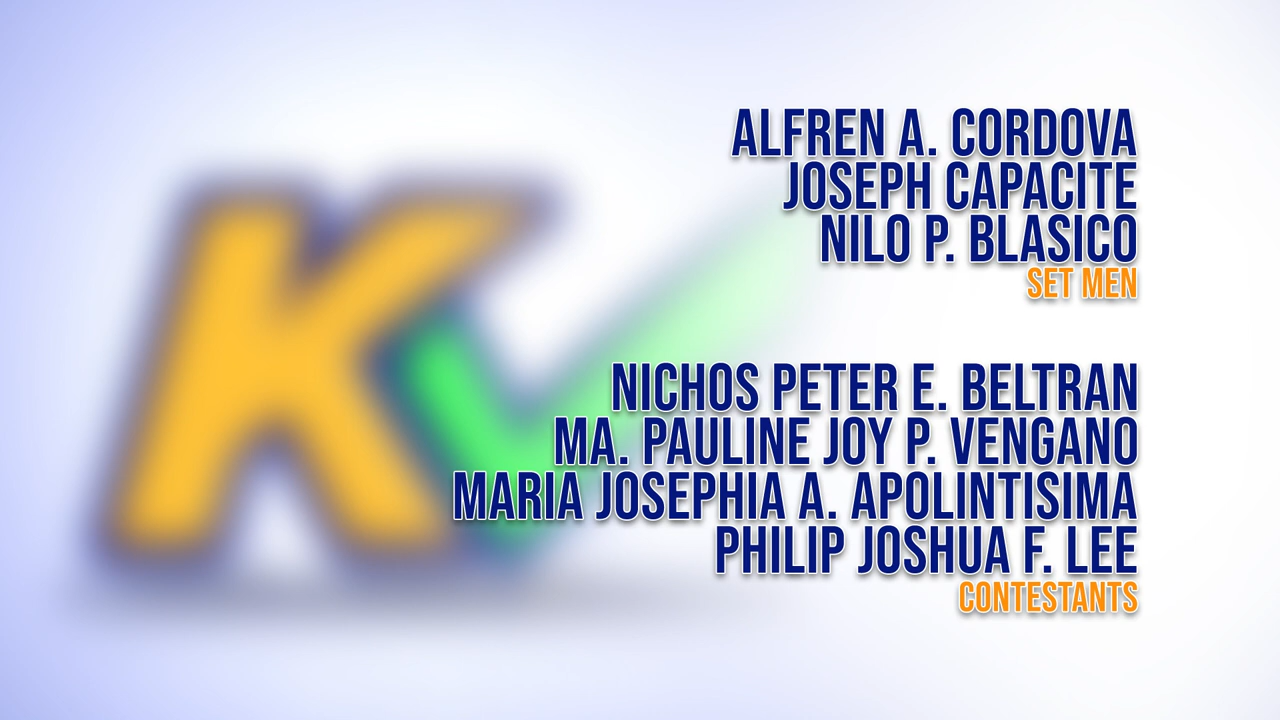 ALFREN A. CORDOVA
JOSEPH CAPACITE
NILO P. BLASICO
SET MEN
NICHOS PETER E. BELTRAN
MA. PAULINE JOY P. VENGANO
MARIA JOSEPHIA A. APOLINTISIMA
PHILIP JOSHUA F. LEE
CONTESTANTS
K